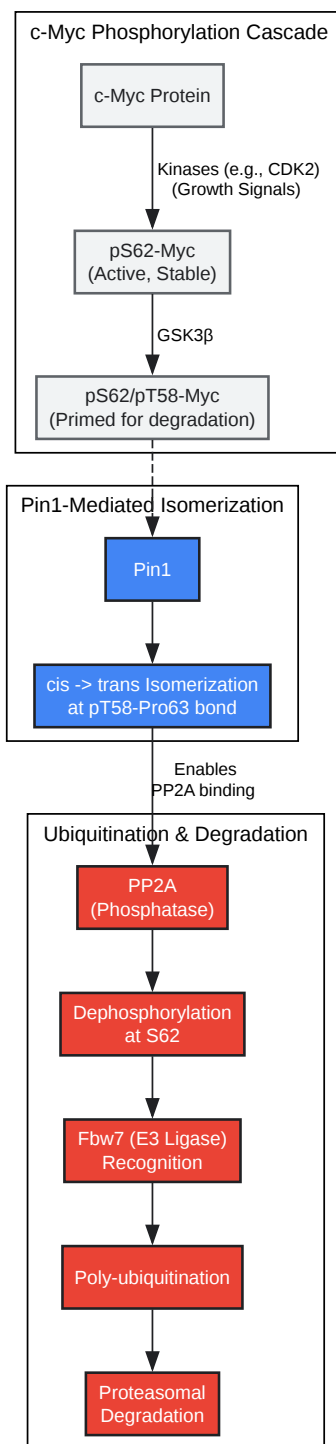 c-Myc Phosphorylation Cascade
c-Myc Protein
Kinases (e.g., CDK2)
(Growth Signals)
pS62-Myc
(Active, Stable)
GSK3β
pS62/pT58-Myc
(Primed for degradation)
Pin1-Mediated Isomerization
Pin1
cis -> trans Isomerization
at pT58-Pro63 bond
Enables
PP2A binding
Ubiquitination & Degradation
PP2A
(Phosphatase)
Dephosphorylation
at S62
Fbw7 (E3 Ligase)
Recognition
Poly-ubiquitination
Proteasomal
Degradation